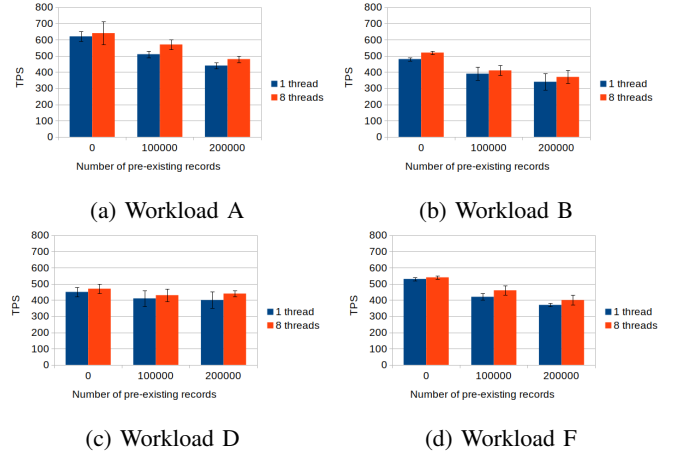 800
700
600
500
400
300
200
100
0
TPS
0 100000 200000
Number of pre-existing records
1 thread
8 threads
(a) Workload A
800
700
600
500
400
300
200
100
0
TPS
0 100000 200000
Number of pre-existing records
1 thread
8 threads
(b) Workload B
800
700
600
500
400
300
200
100
0
TPS
0 100000 200000
Number of pre-existing records
1 thread
8 threads
(c) Workload D
800
700
600
500
400
300
200
100
0
TPS
0 100000 200000
Number of pre-existing records
1 thread
8 threads
(d) Workload F